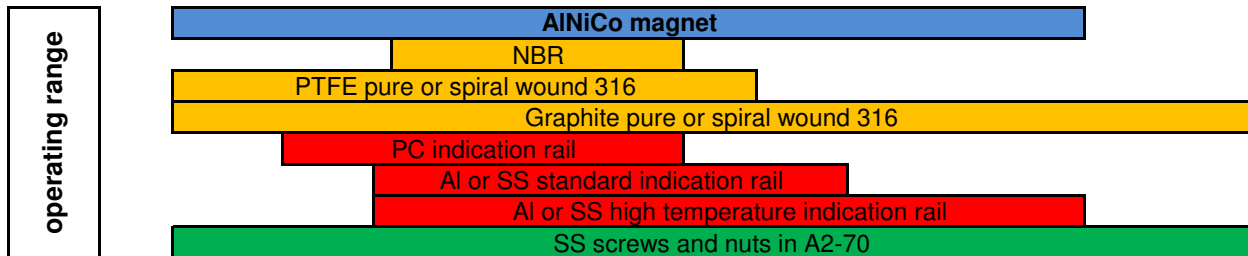 operating range
AlNiCo magnet
NBR
PTFE pure or spiral wound 316
Graphite pure or spiral wound 316
PC indication rail
Al or SS standard indication rail
Al or SS high temperature indication rail
SS screws and nuts in A2-70